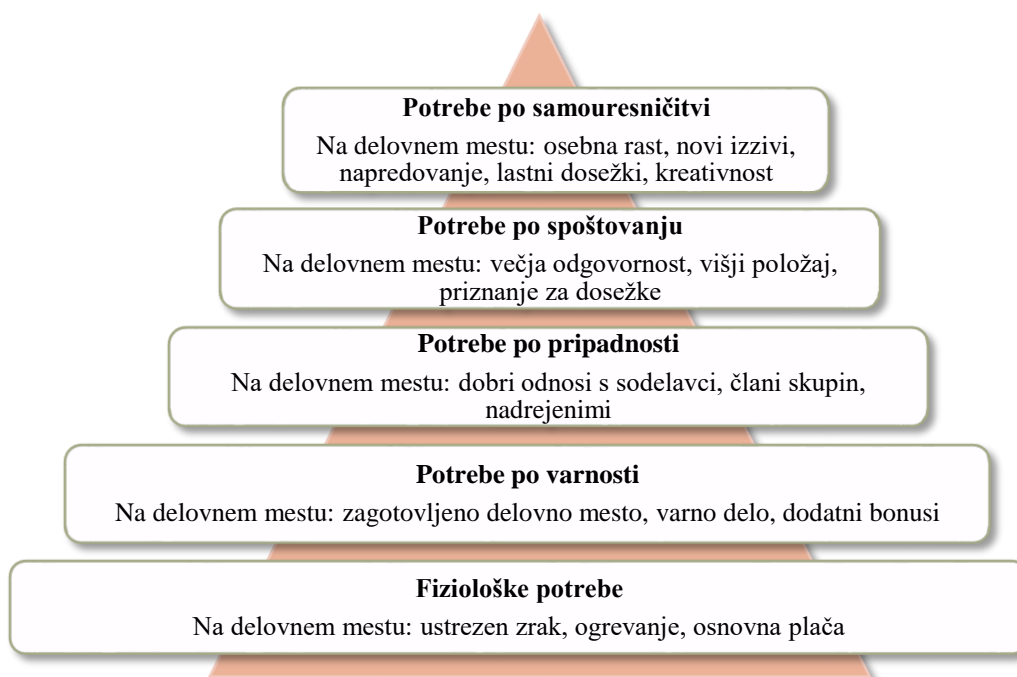 Potrebe po samouresničitvi
Na delovnem mestu: osebna rast, novi izzivi,
napredovanje, lastni dosežki, kreativnost
Potrebe po spoštovanju
Na delovnem mestu: večja odgovornost, višji položaj,
priznanje za dosežke
Potrebe po pripadnosti
Na delovnem mestu: dobri odnosi s sodelavci, člani skupin,
nadrejenimi
Potrebe po varnosti
Na delovnem mestu: zagotovljeno delovno mesto, varno delo, dodatni bonusi
Fiziološke potrebe
Na delovnem mestu: ustrezen zrak, ogrevanje, osnovna plača